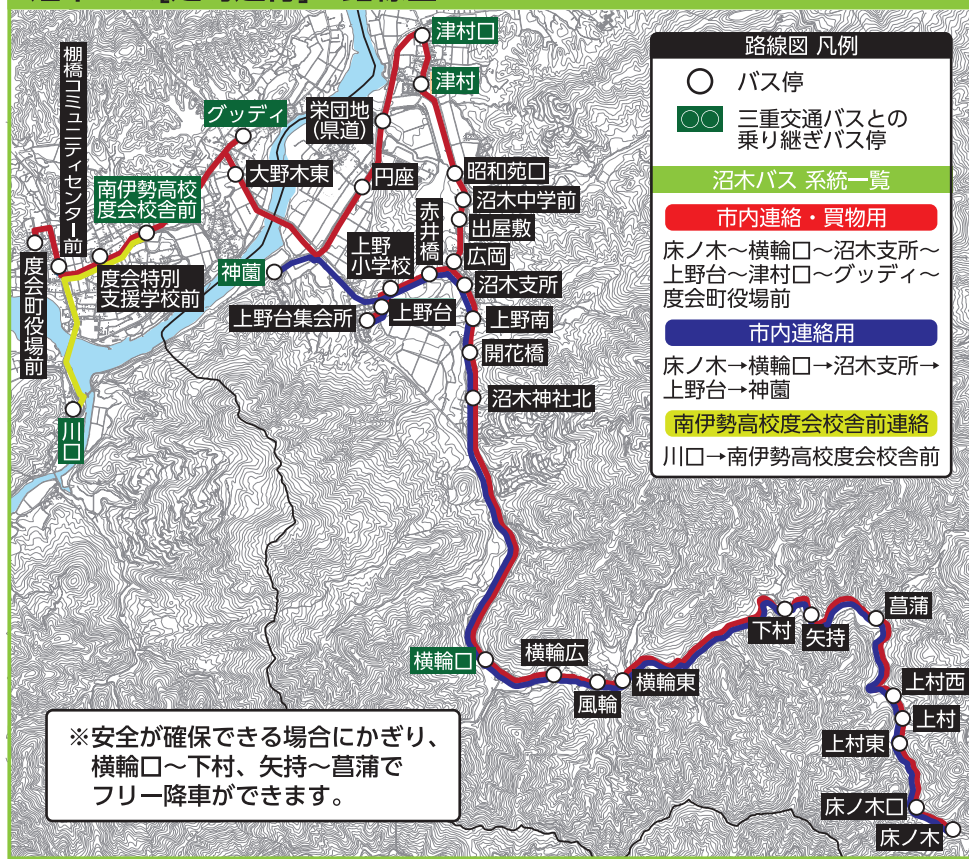 津村口
津村
栄団地
(県道)
グッディ
棚橋コミュニティセンター前
大野木東
円座
昭和苑口
沼木中学前
出屋敷
広岡
南伊勢高校
度会校舎前
赤井橋
上野
小学校
沼木支所
神薗
度会特別
支援学校前
度会町役場前
上野台集会所
上野台
上野南
開花橋
沼木神社北
川口
横輪口
横輪広
風輪
横輪東
下村
矢持
菖蒲
上村西
上村
上村東
床ノ木口
床ノ木
路線図 凡例
バス停
○○
三重交通バスとの
乗り継ぎバス停
沼木バス 系統一覧
市内連絡・買物用
床ノ木～横輪口～沼木支所～
上野台～津村口～グッディ～
度会町役場前
市内連絡用
床ノ木→横輪口→沼木支所→
上野台→神薗
南伊勢高校度会校舎前連絡
川口→南伊勢高校度会校舎前
※安全が確保できる場合にかぎり、
横輪口～下村、矢持～菖蒲で
フリー降車ができます。